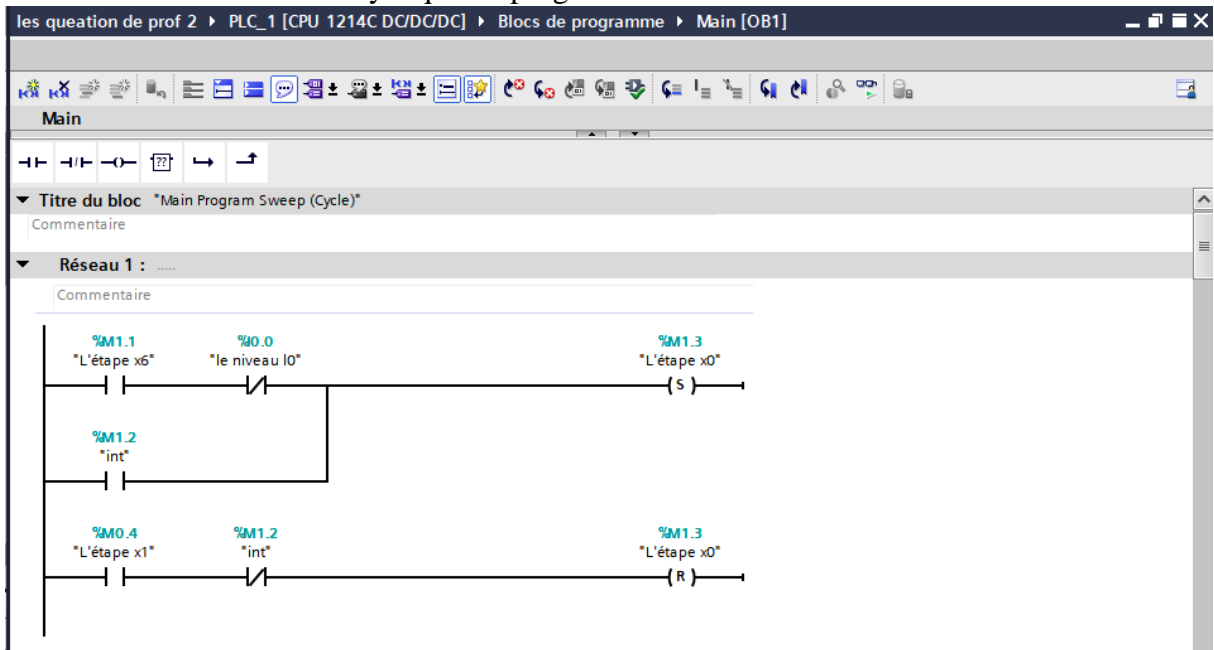 les queation de prof 2 ▸ PLC_1 [CPU 1214C DC/DC/DC] ▸ Blocs de programme ▸ Main [OB1]
Main
??
Titre du bloc "Main Program Sweep (Cycle)"
Commentaire
Réseau 1 : .....
Commentaire
%M1.1 %I0.0 %M1.3
"L'étape x6" "le niveau l0" "L'étape x0"
S
%M1.2
"int"
%M0.4 %M1.2 %M1.3
"L'étape x1" "int" "L'étape x0"
R